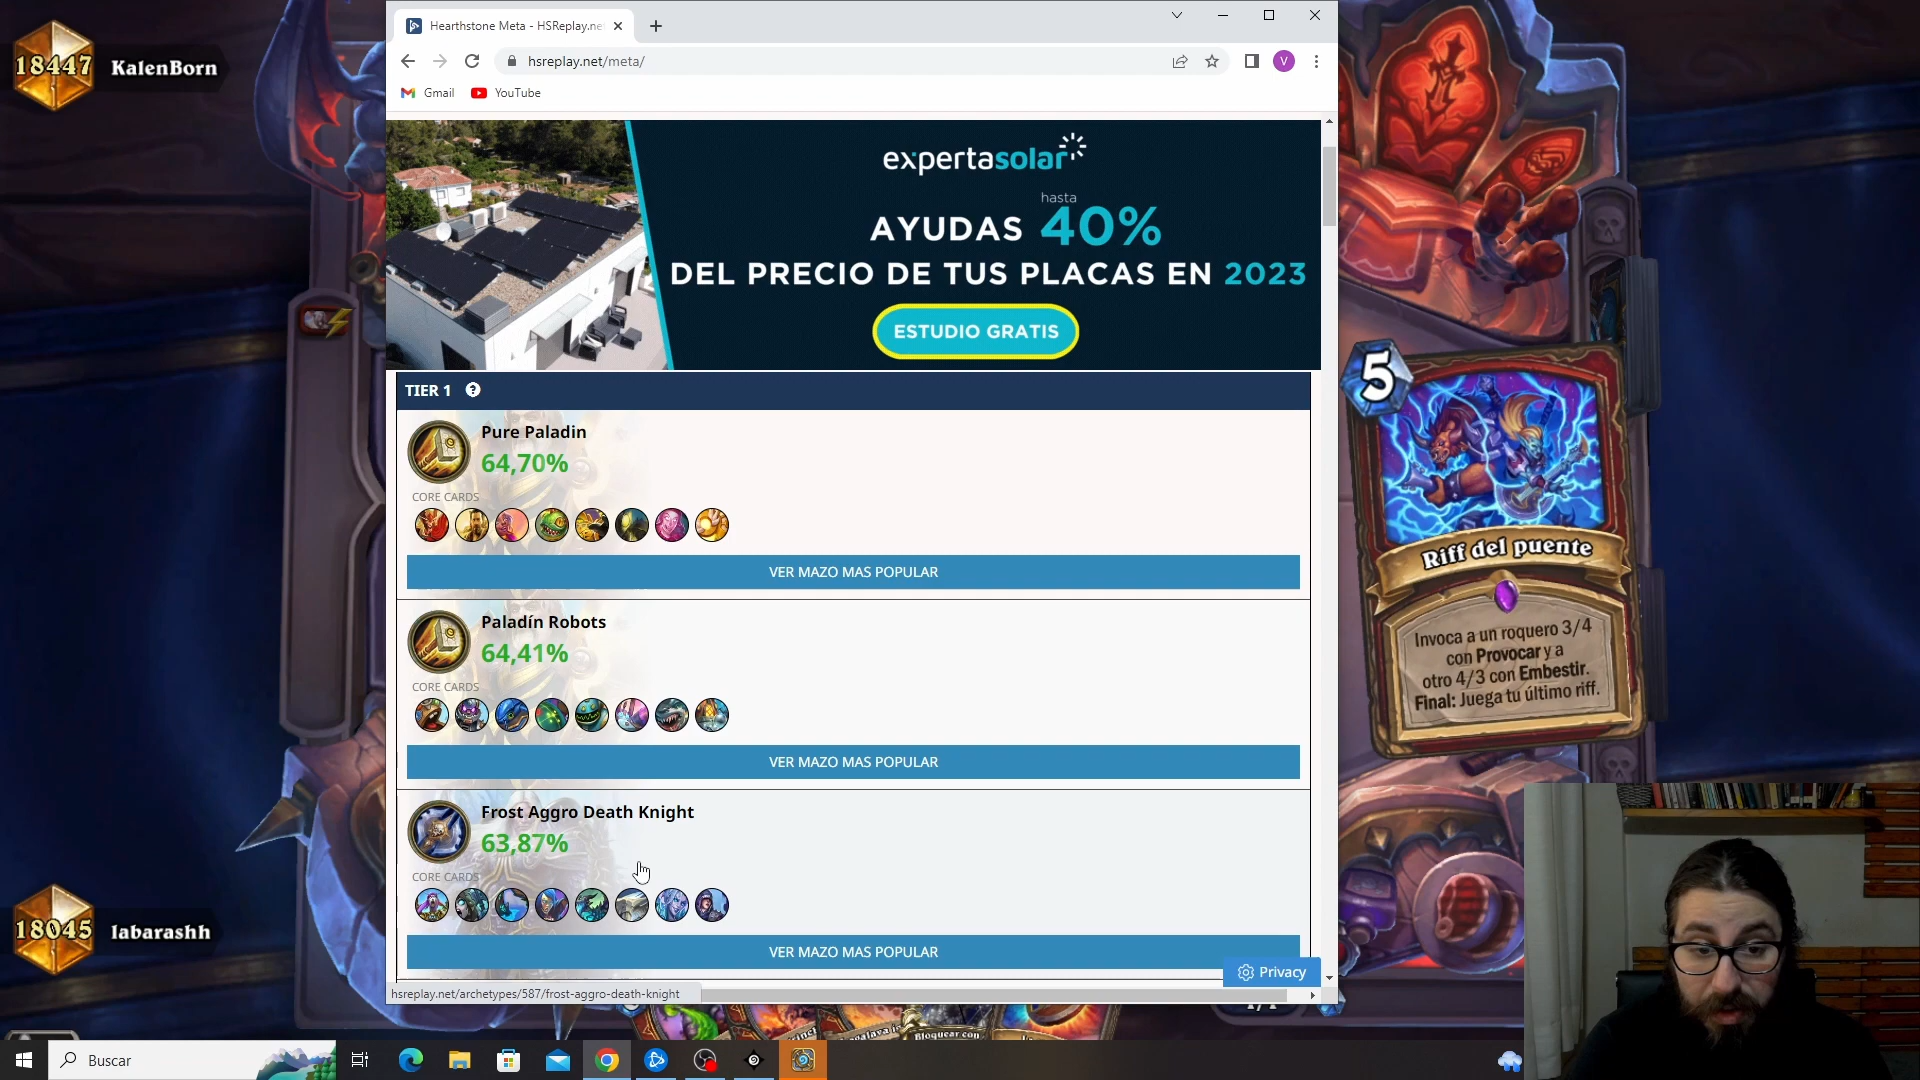 18447 KalenBorn
Hearthstone Meta - HSReplay.ne
hsreplay.net/meta/
V
Gmail YouTube
expertasolar
hasta
AYUDAS 40%
DEL PRECIO DE TUS PLACAS EN 2023
ESTUDIO GRATIS
TIER 1 ?
Pure Paladin
64,70%
CORE CARDS
VER MAZO MAS POPULAR
Paladín Robots
64,41%
CORE CARDS
VER MAZO MAS POPULAR
Frost Aggro Death Knight
63,87%
CORE CARDS
VER MAZO MAS POPULAR
Privacy
hsreplay.net/archetypes/587/frost-aggro-death-knight
5
Riff del puente
Invoca a un roquero 3/4
con Provocar y a
otro 4/3 con Embestir.
Final: Juega tu último riff.
18045 labarashh
Bloquear con
Buscar